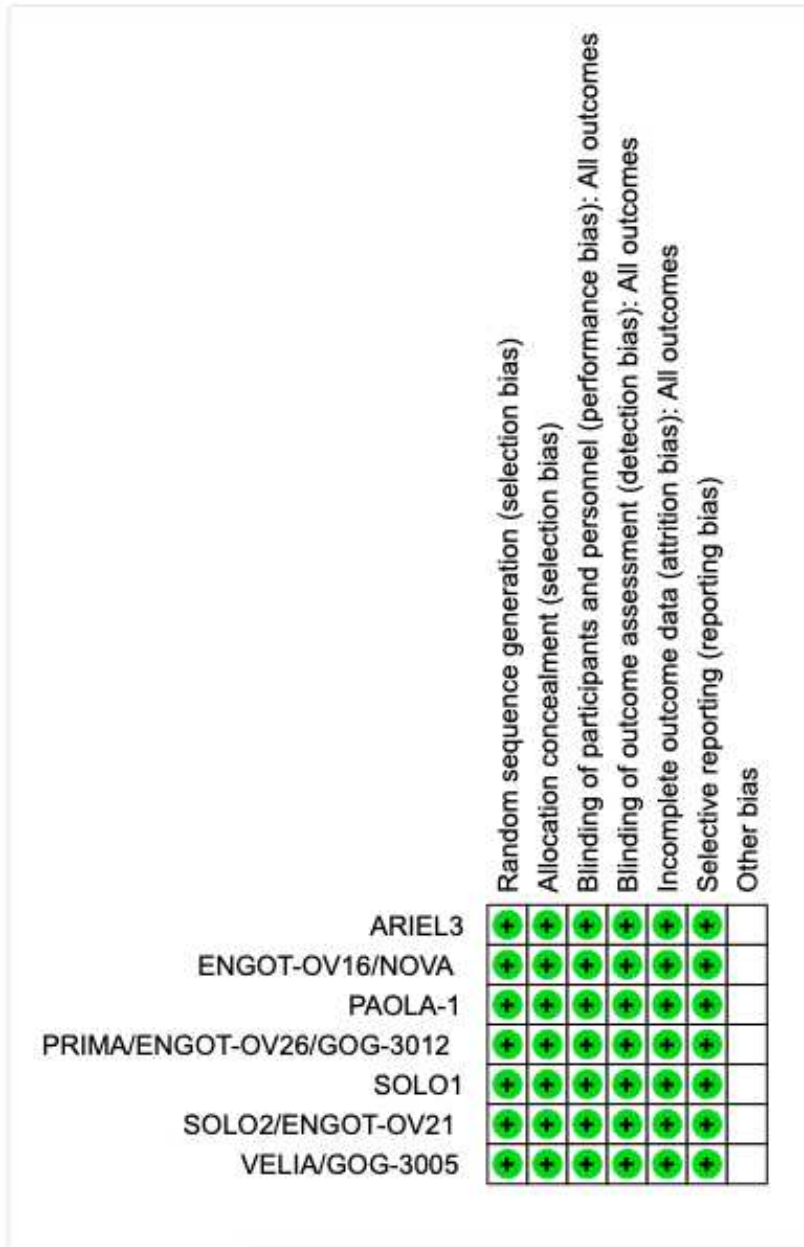 Random sequence generation (selection bias)
Allocation concealment (selection bias)
Blinding of participants and personnel (performance bias): All outcomes
Blinding of outcome assessment (detection bias): All outcomes
Incomplete outcome data (attrition bias): All outcomes
Selective reporting (reporting bias)
Other bias
ARIEL3 + + + + + +
ENGOT-OV16/NOVA + + + + + +
PAOLA-1 + + + + + +
PRIMA/ENGOT-OV26/GOG-3012 + + + + + +
SOLO1 + + + + + +
SOLO2/ENGOT-OV21 + + + + + +
VELIA/GOG-3005 + + + + + +